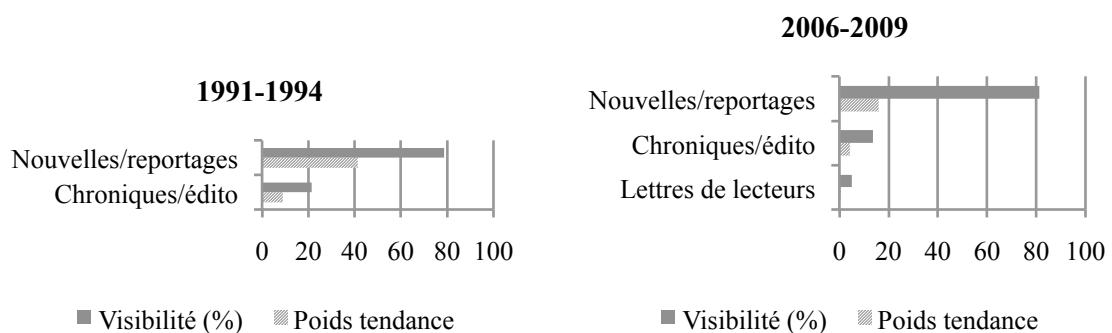 1991-1994
Nouvelles/reportages
Chroniques/édito
0 20 40 60 80 100
Visibilité (%) Poids tendance
2006-2009
Nouvelles/reportages
Chroniques/édito
Lettres de lecteurs
0 20 40 60 80 100
Visibilité (%) Poids tendance